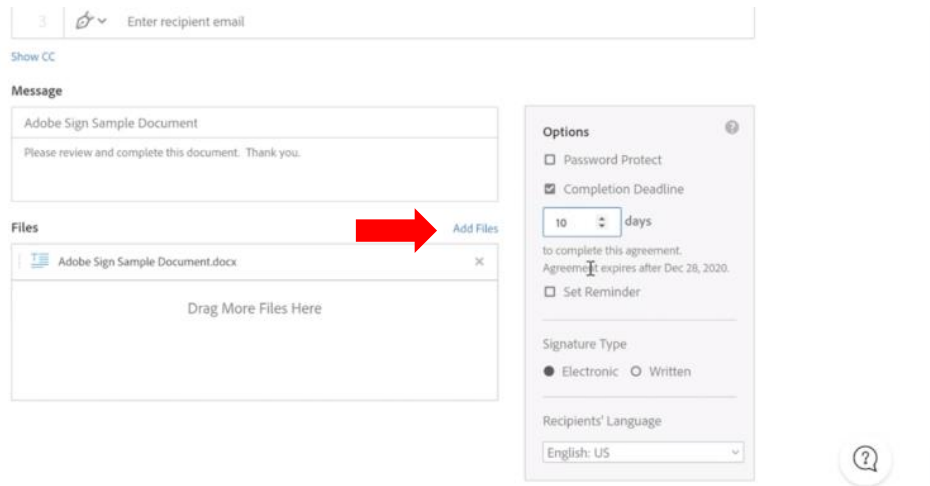 3 Enter recipient email
Show CC
Message
Adobe Sign Sample Document
Please review and complete this document. Thank you.
Files
Add Files
Adobe Sign Sample Document.docx
Drag More Files Here
Options
Password Protect
Completion Deadline
10 days
to complete this agreement.
Agreement expires after Dec 28, 2020.
Set Reminder
Signature Type
Electronic Written
Recipients' Language
English: US